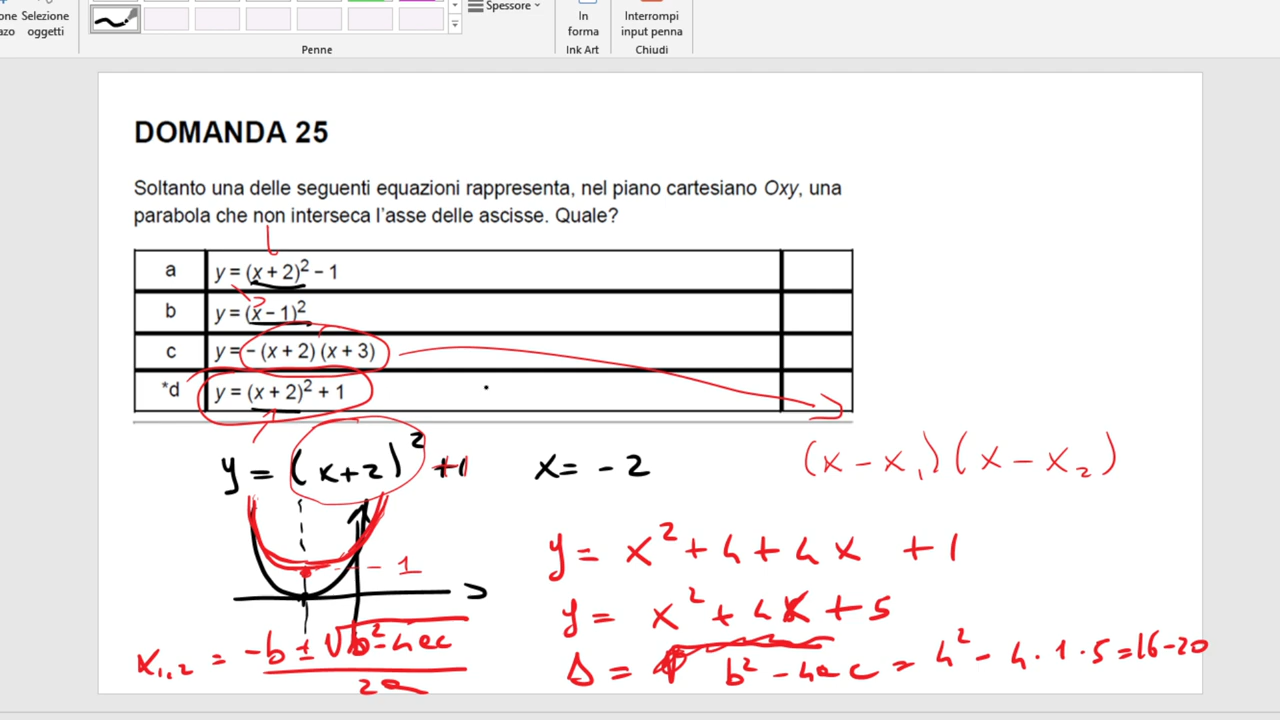 Selezione
oggetti
Spessore
Penne
In
forma
Ink Art
Interrompi
input penna
Chiudi
DOMANDA 25
Soltanto una delle seguenti equazioni rappresenta, nel piano cartesiano Oxy, una
parabola che non interseca l'asse delle ascisse. Quale?
a y = (x + 2)² − 1
b y = (x − 1)²
c y = − (x + 2) (x + 3)
*d y = (x + 2)² + 1
y = (x+2)² +1
x = -2
(x - x₁)(x - x₂)
1
y = x² + 4 + 4x + 1
y = x² + 4x + 5
x₁,₂ = -b ± √b²-4ac / 2a
Δ = b² - 4ac = 4² - 4 · 1 · 5 = 16 - 20